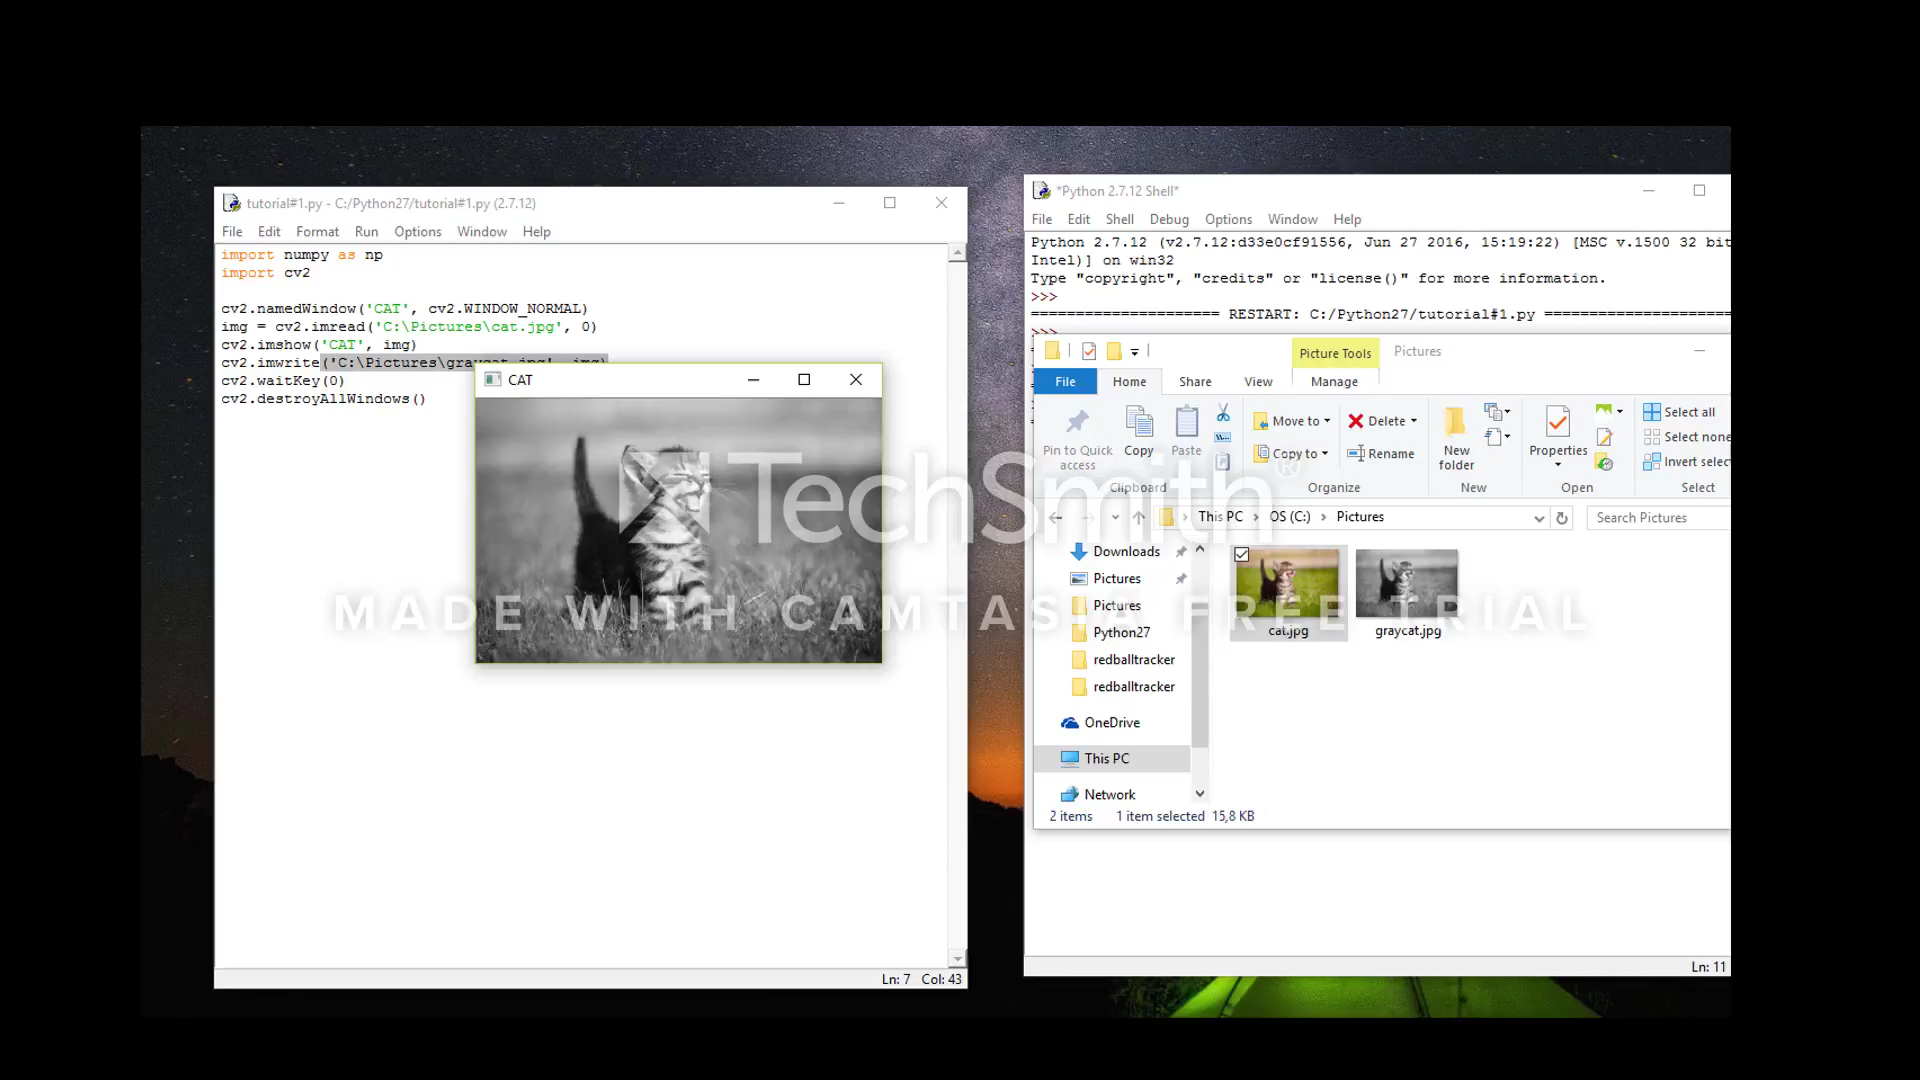 tutorial#1.py - C:/Python27/tutorial#1.py (2.7.12)
File Edit Format Run Options Window Help
import numpy as np
import cv2
cv2.namedWindow('CAT', cv2.WINDOW_NORMAL)
img = cv2.imread('C:\Pictures\cat.jpg', 0)
cv2.imshow('CAT', img)
cv2.imwrite('C:\Pictures\graycat.jpg', img)
cv2.waitKey(0)
cv2.destroyAllWindows()
Ln: 7 Col: 43
CAT
*Python 2.7.12 Shell*
File Edit Shell Debug Options Window Help
Python 2.7.12 (v2.7.12:d33e0cf91556, Jun 27 2016, 15:19:22) [MSC v.1500 32 bit
Intel)] on win32
Type "copyright", "credits" or "license()" for more information.
>>>
===================== RESTART: C:/Python27/tutorial#1.py =====================
>>>
Picture Tools Pictures
File Home Share View Manage
Pin to Quick access
Copy
Paste
Clipboard
Move to
Copy to
Delete
Rename
Organize
New folder
New
Properties
Open
Select all
Select none
Invert selec
Select
This PC > OS (C:) > Pictures
Search Pictures
Downloads
Pictures
Pictures
Python27
redballtracker
redballtracker
OneDrive
This PC
Network
cat.jpg
graycat.jpg
2 items 1 item selected 15,8 KB
Ln: 11
TechSmith®
MADE WITH CAMTASIA FREE TRIAL